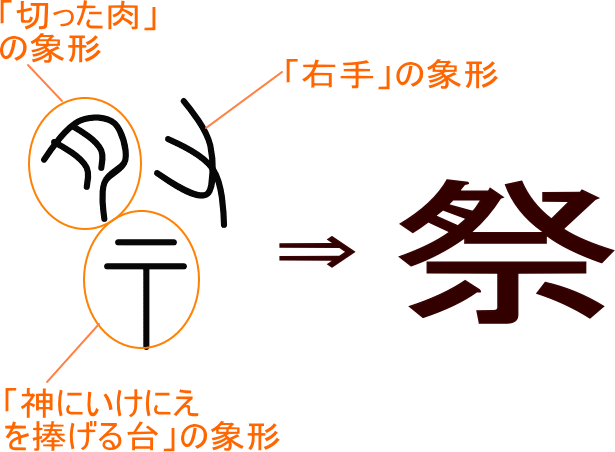 「切った肉」
の象形
「右手」の象形
⇒
祭
「神にいけにえ
を捧げる台」の象形